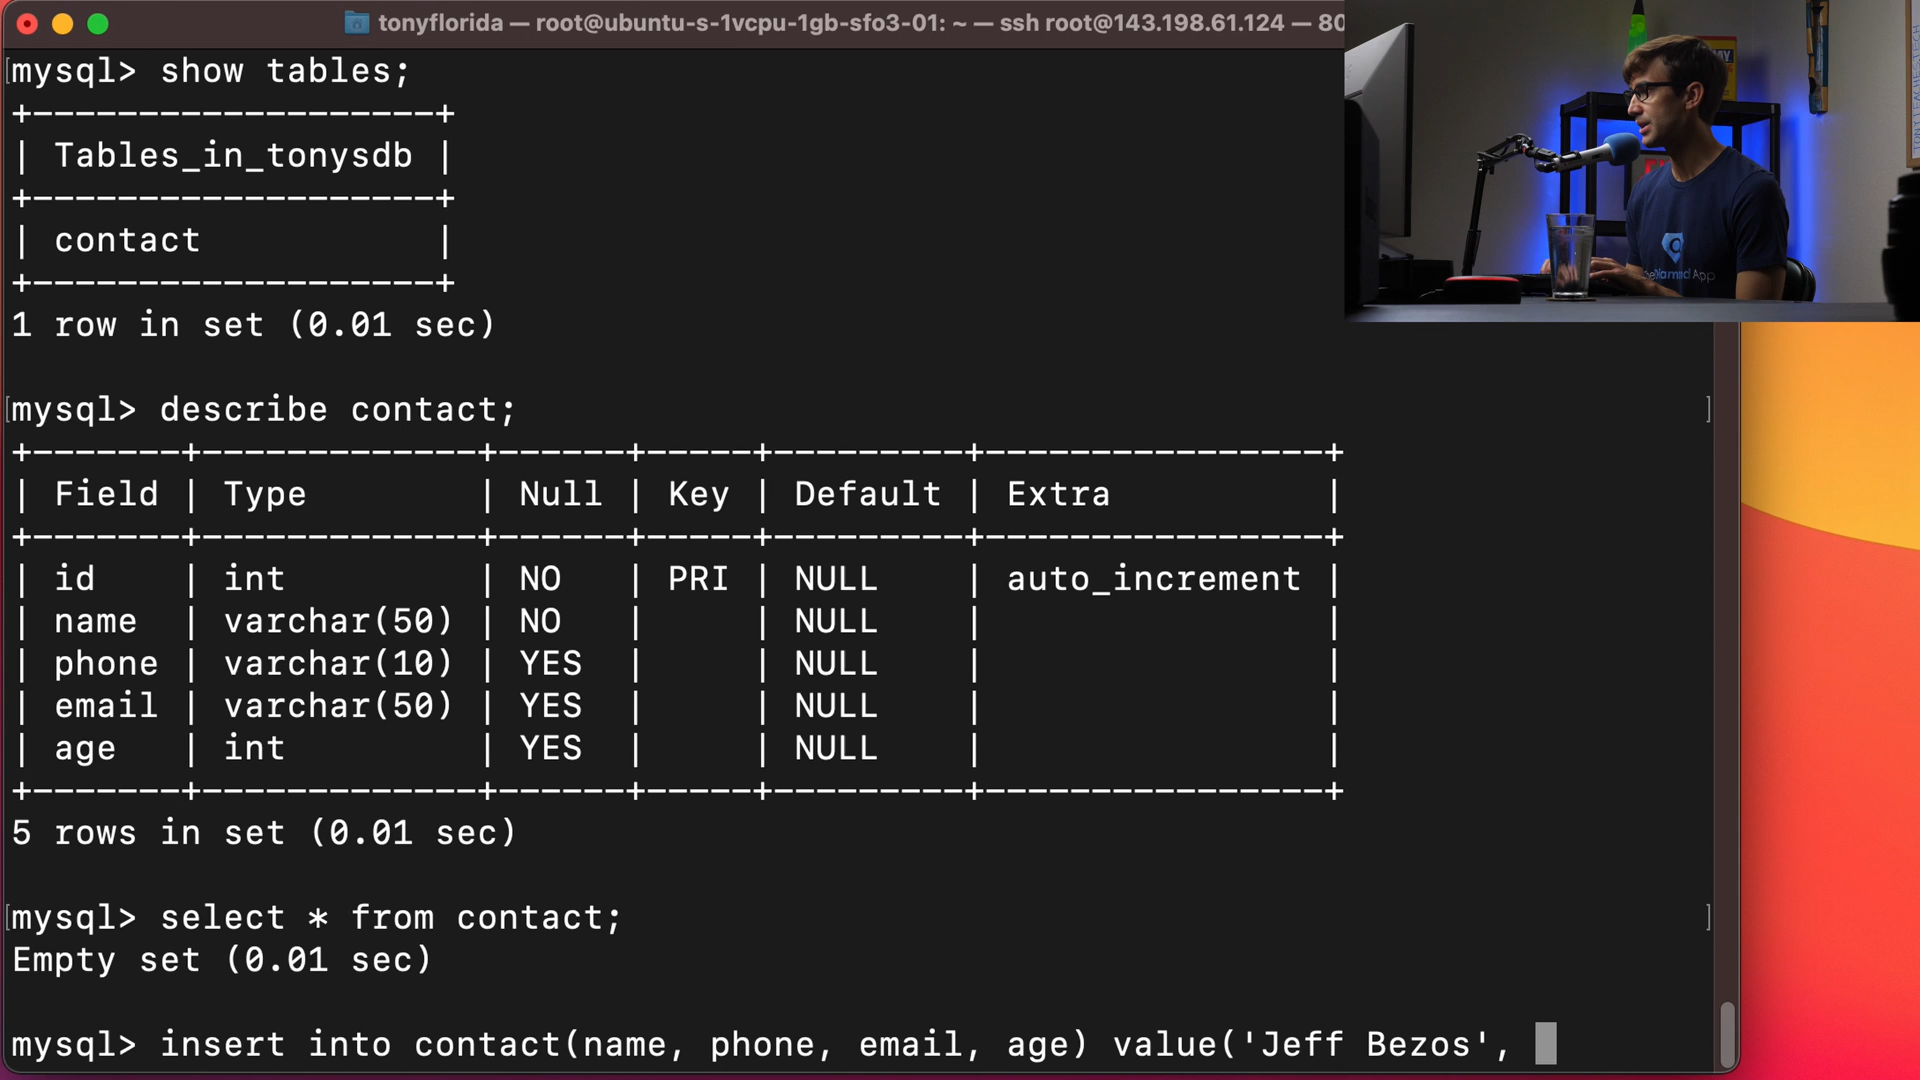 tonyflorida — root@ubuntu-s-1vcpu-1gb-sfo3-01: ~ — ssh root@143.198.61.124 — 80
[mysql> show tables;
+------------------+
| Tables_in_tonysdb |
+------------------+
| contact |
+------------------+
1 row in set (0.01 sec)
[mysql> describe contact; ]
+-------+-------------+------+-----+---------+----------------+
| Field | Type | Null | Key | Default | Extra |
+-------+-------------+------+-----+---------+----------------+
| id | int | NO | PRI | NULL | auto_increment |
| name | varchar(50) | NO | | NULL | |
| phone | varchar(10) | YES | | NULL | |
| email | varchar(50) | YES | | NULL | |
| age | int | YES | | NULL | |
+-------+-------------+------+-----+---------+----------------+
5 rows in set (0.01 sec)
[mysql> select * from contact; ]
Empty set (0.01 sec)
mysql> insert into contact(name, phone, email, age) value('Jeff Bezos',